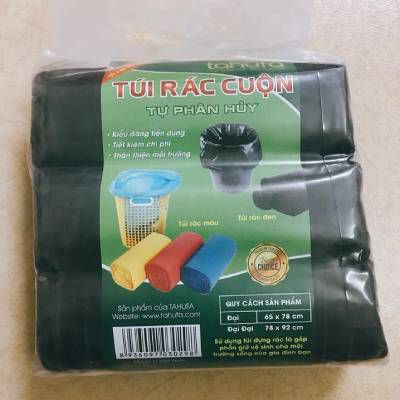 tahufa
TÚI RÁC CUỘN
TỰ PHÂN HỦY
• Kiểu dáng tiện dụng
• Tiết kiệm chi phí
• Thân thiện môi trường
Túi rác màu
Túi rác đen
CHOICE
Sản phẩm của TAHUFA
Website: www.tahufa.com
8936097030298
QUY CÁCH SẢN PHẨM
Đại 65 x 78 cm
Đại Đại 78 x 92 cm
Sử dụng túi đựng rác là góp
phần giữ vệ sinh cho môi
trường sống của gia đình bạn